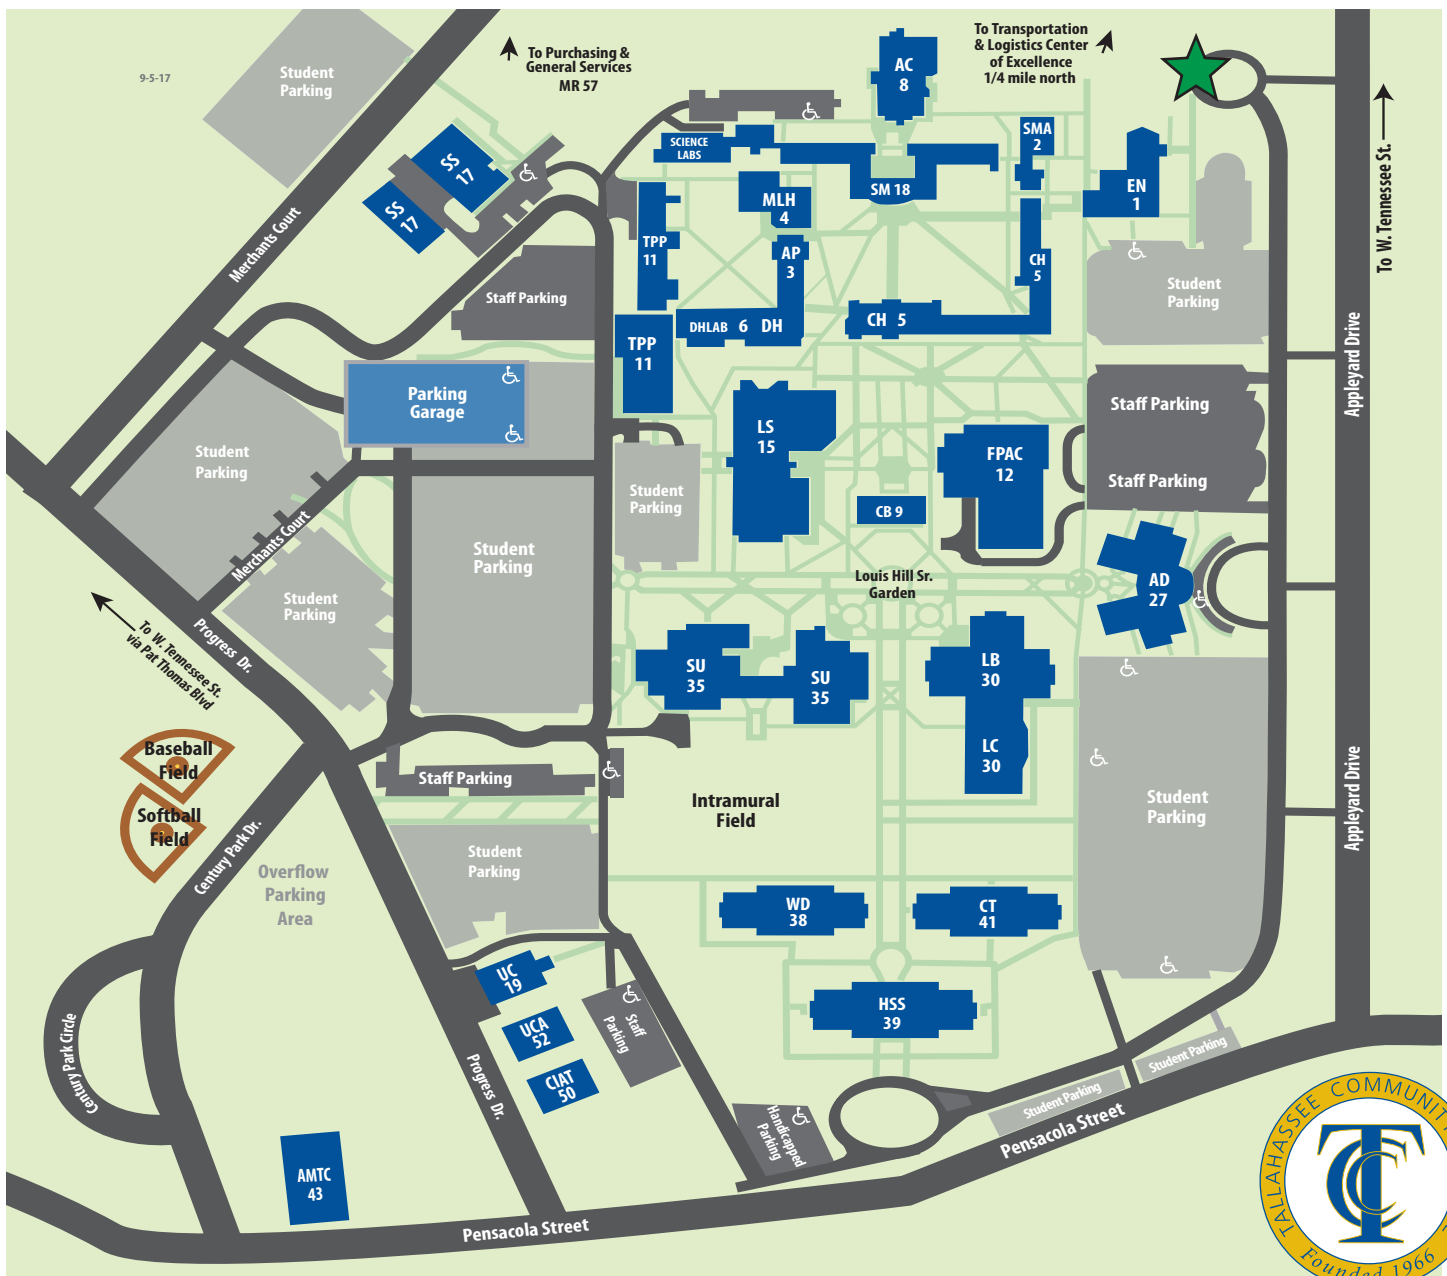 9-5-17
Student
Parking
To Purchasing &
General Services
MR 57
To Transportation
& Logistics Center
of Excellence
1/4 mile north
AC
8
To W. Tennessee St.
SS
17
SS
17
SCIENCE
LABS
SM 18
SMA
2
EN
1
MLH
4
TPP
11
AP
3
CH
5
Merchants Court
Staff Parking
Student
Parking
DHLAB 6 DH
CH 5
TPP
11
Appleyard Drive
Parking
Garage
LS
15
FPAC
12
Staff Parking
Staff Parking
Student
Parking
Student
Parking
CB 9
Merchants Court
Student
Parking
Louis Hill Sr.
Garden
AD
27
Student
Parking
To W. Tennessee St.
via Pat Thomas Blvd
Progress Dr.
SU
35
SU
35
LB
30
LC
30
Baseball
Field
Softball
Field
Staff Parking
Intramural
Field
Student
Parking
Appleyard Drive
Century Park Dr.
Overflow
Parking
Area
Student
Parking
WD
38
CT
41
UC
19
UCA
52
CIAT
50
Staff
Parking
HSS
39
Century Park Circle
Progress Dr.
Handicapped
Parking
Student Parking
Student Parking
Pensacola Street
AMTC
43
Pensacola Street
TALLAHASSEE COMMUNIT
TCC
Founded 1966